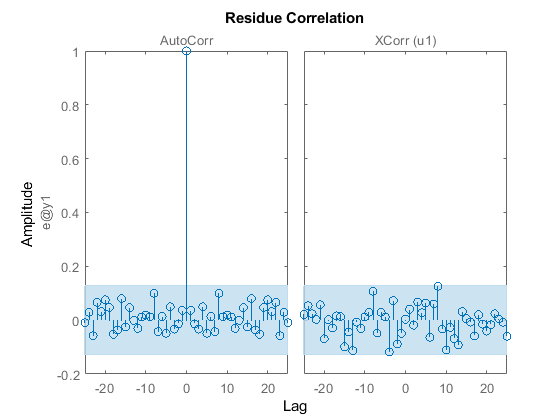 Residue Correlation
AutoCorr
XCorr (u1)
1
0.8
0.6
0.4
0.2
0
-0.2
Amplitude
e@y1
-20 -10 0 10 20
-20 -10 0 10 20
Lag